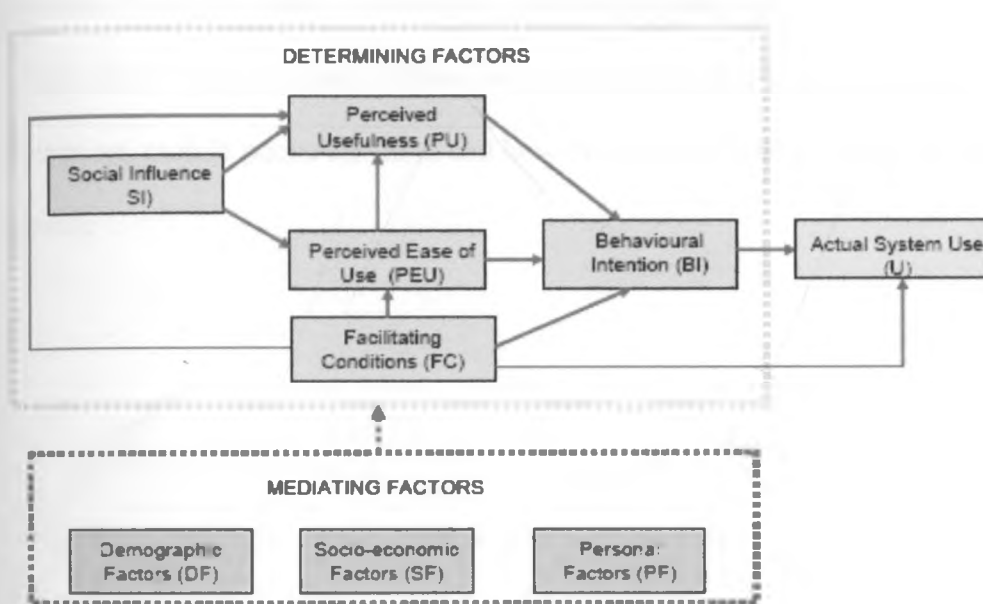 DETERMINING FACTORS
Perceived
Usefulness (PU)
Social Influence
SI)
Perceived Ease of
Use (PEU)
Behavioural
Intention (BI)
Actual System Use
(U)
Facilitating
Conditions (FC)
MEDIATING FACTORS
Demographic
Factors (DF)
Socio-economic
Factors (SF)
Personal
Factors (PF)